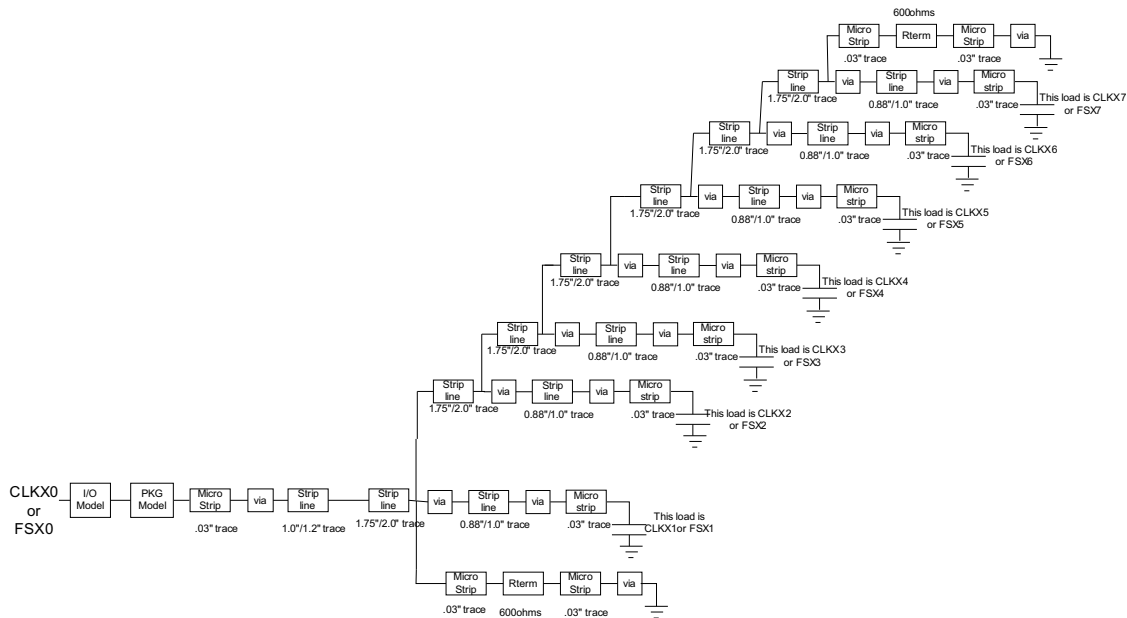 600ohms
Micro
Strip
Rterm
Micro
Strip
via
.03" trace
.03" trace
Strip
line
via
Strip
line
via
Micro
strip
1.75"/2.0" trace
0.88"/1.0" trace
.03" trace
This load is CLKX7
or FSX7
Strip
line
via
Strip
line
via
Micro
strip
1.75"/2.0" trace
0.88"/1.0" trace
.03" trace
This load is CLKX6
or FSX6
Strip
line
via
Strip
line
via
Micro
strip
1.75"/2.0" trace
0.88"/1.0" trace
.03" trace
This load is CLKX5
or FSX5
Strip
line
via
Strip
line
via
Micro
strip
1.75"/2.0" trace
0.88"/1.0" trace
.03" trace
This load is CLKX4
or FSX4
Strip
line
via
Strip
line
via
Micro
strip
1.75"/2.0" trace
0.88"/1.0" trace
.03" trace
This load is CLKX3
or FSX3
Strip
line
via
Strip
line
via
Micro
strip
1.75"/2.0" trace
0.88"/1.0" trace
.03" trace
This load is CLKX2
or FSX2
CLKX0
or
FSX0
I/O
Model
PKG
Model
Micro
Strip
via
Strip
line
Strip
line
via
Strip
line
via
Micro
strip
.03" trace
1.0"/1.2" trace
1.75"/2.0" trace
0.88"/1.0" trace
.03" trace
This load is
CLKX1or FSX1
Micro
Strip
Rterm
Micro
Strip
via
.03" trace
600ohms
.03" trace